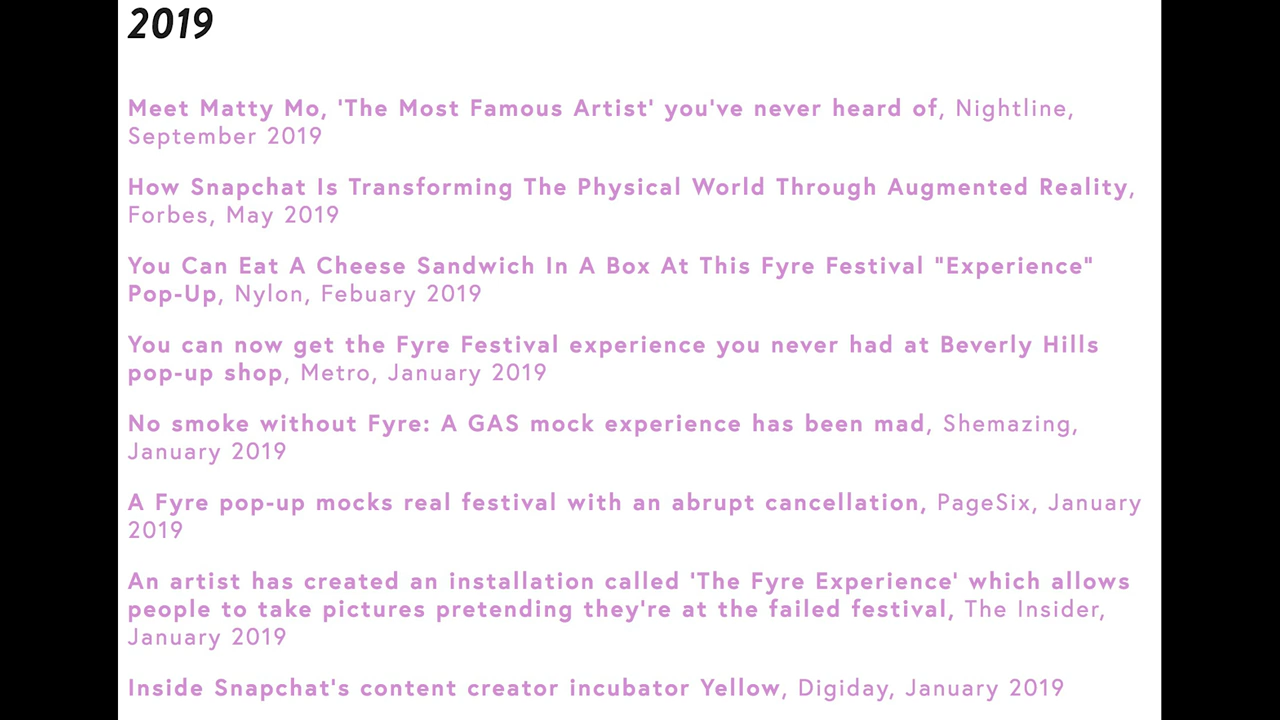 2019
Meet Matty Mo, 'The Most Famous Artist' you've never heard of, Nightline,
September 2019
How Snapchat Is Transforming The Physical World Through Augmented Reality,
Forbes, May 2019
You Can Eat A Cheese Sandwich In A Box At This Fyre Festival "Experience"
Pop-Up, Nylon, Febuary 2019
You can now get the Fyre Festival experience you never had at Beverly Hills
pop-up shop, Metro, January 2019
No smoke without Fyre: A GAS mock experience has been mad, Shemazing,
January 2019
A Fyre pop-up mocks real festival with an abrupt cancellation, PageSix, January
2019
An artist has created an installation called 'The Fyre Experience' which allows
people to take pictures pretending they're at the failed festival, The Insider,
January 2019
Inside Snapchat's content creator incubator Yellow, Digiday, January 2019